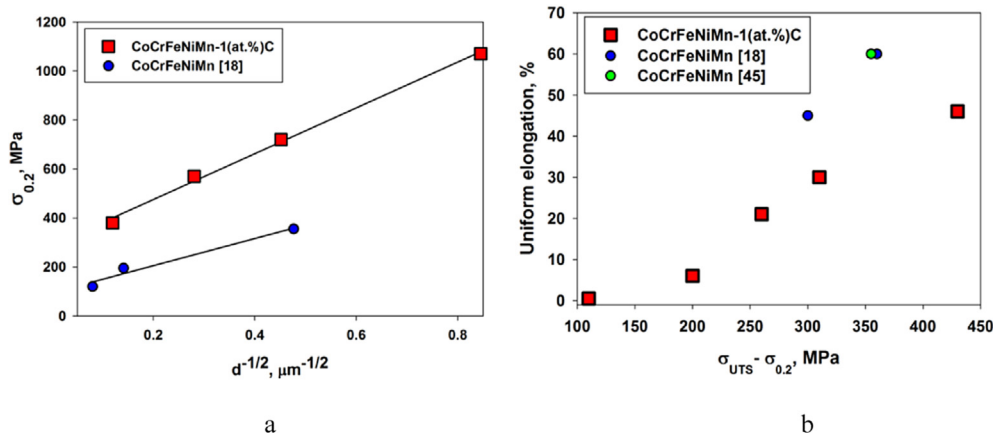 1200
1000
800
600
400
200
0
σ0.2, MPa
CoCrFeNiMn-1(at.%)C
CoCrFeNiMn [18]
0.2 0.4 0.6 0.8
d-1/2, μm-1/2
a
60
50
40
30
20
10
0
Uniform elongation, %
CoCrFeNiMn-1(at.%)C
CoCrFeNiMn [18]
CoCrFeNiMn [45]
100 150 200 250 300 350 400 450
σUTS- σ0.2, MPa
b